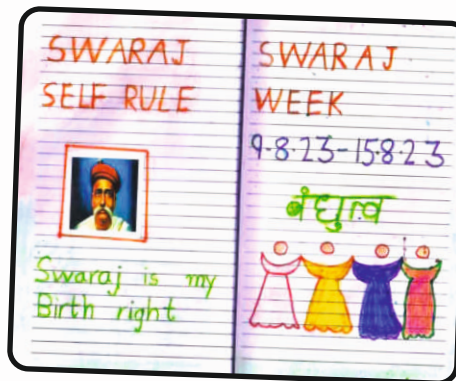 SWARAJ
SELF RULE
Swaraj is my
Birth right
SWARAJ
WEEK
9-8-23-15-8-23
बंधुत्व